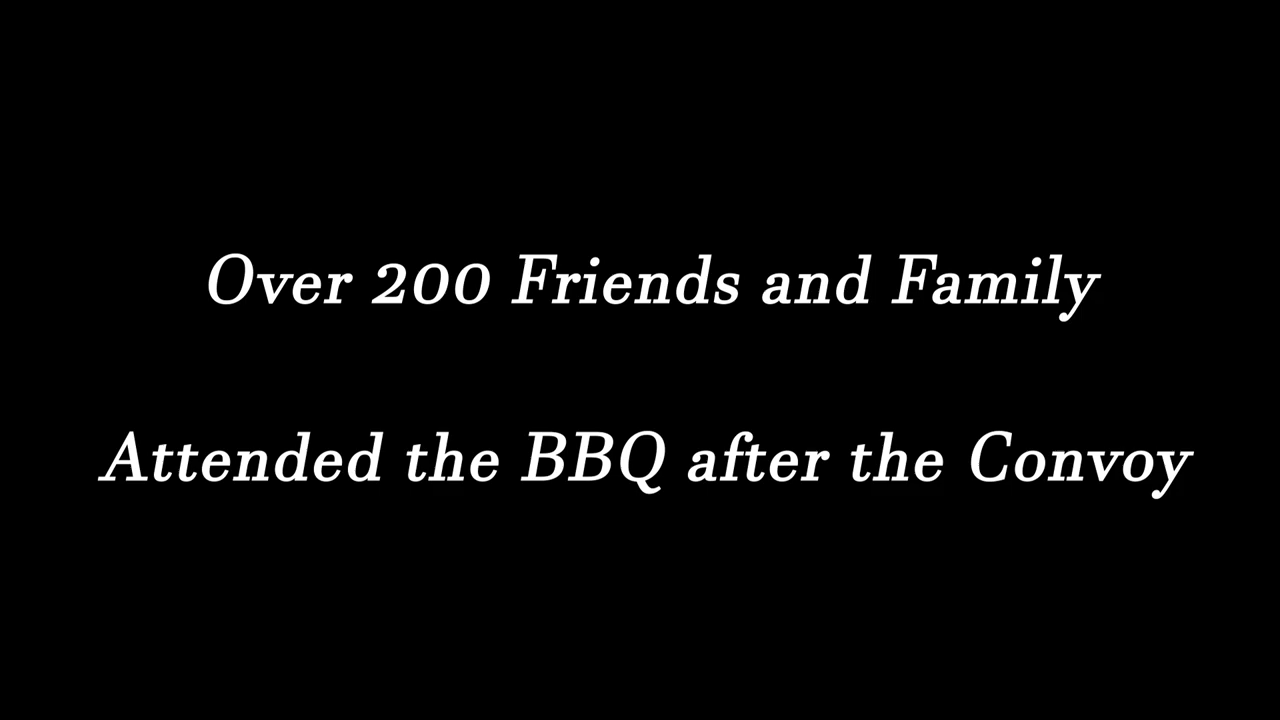 Over 200 Friends and Family
Attended the BBQ after the Convoy